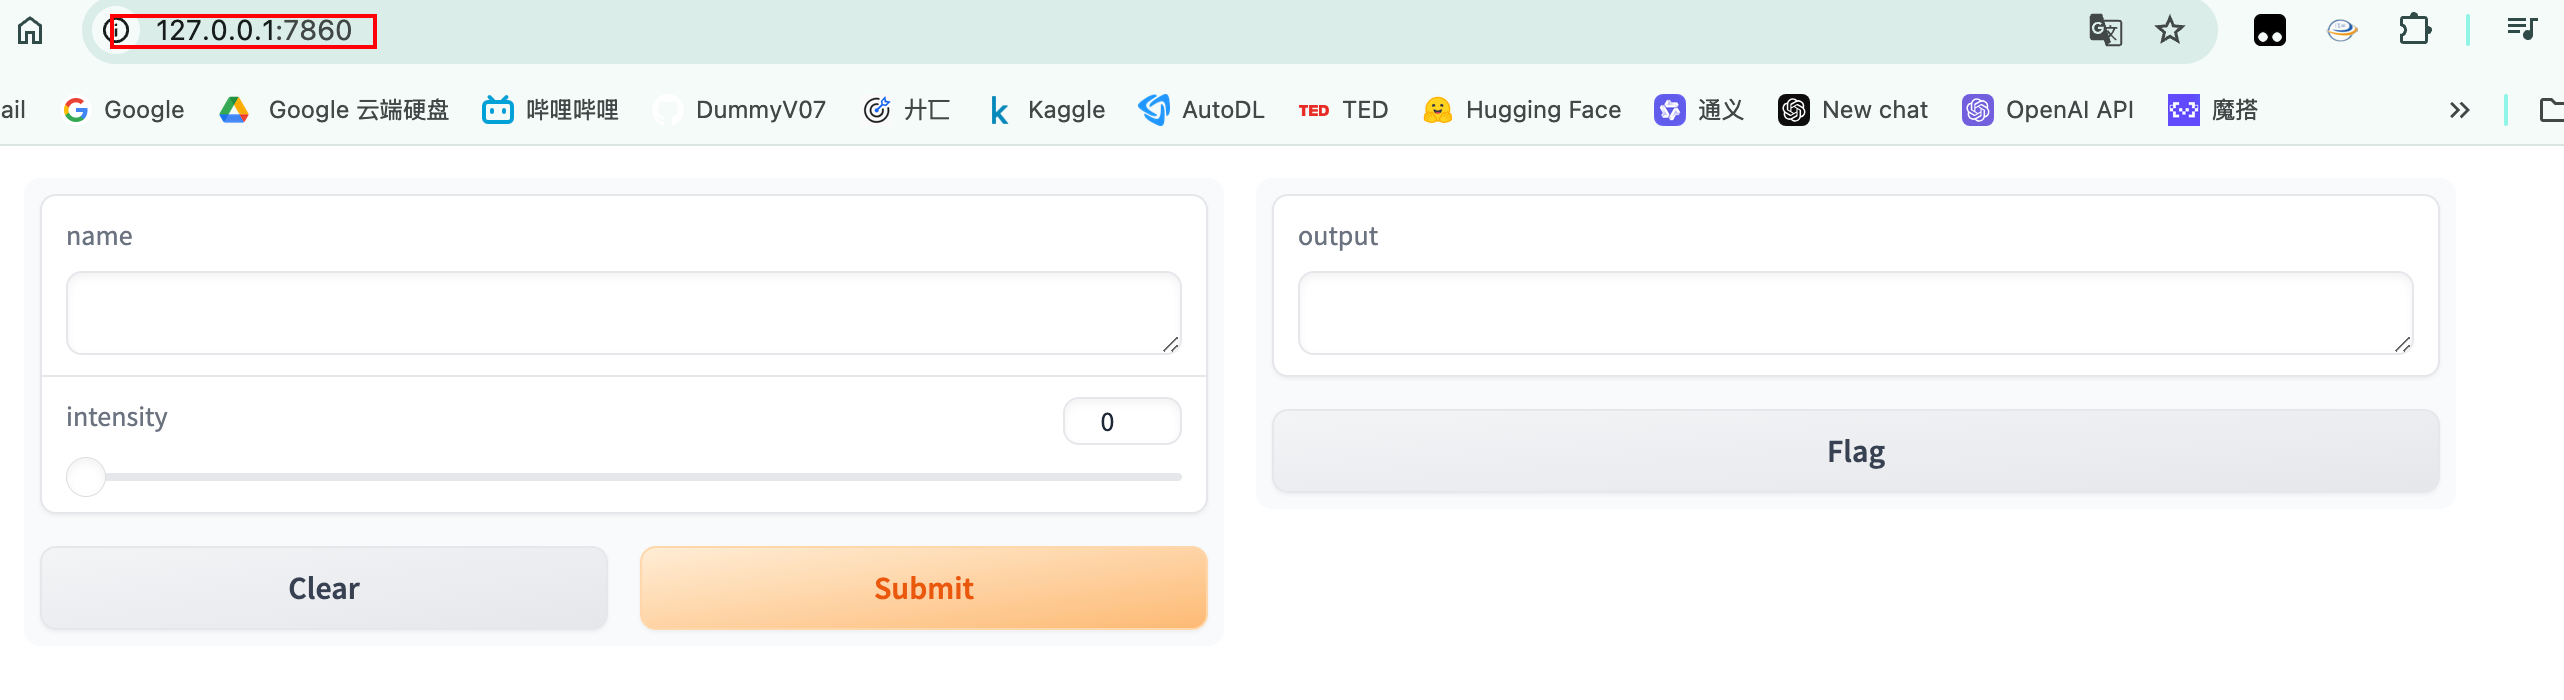 127.0.0.1:7860
ail Google Google 云端硬盘 哔哩哔哩 DummyV07 廾匸 Kaggle AutoDL TED TED Hugging Face 通义 New chat OpenAI API 魔搭
name
output
intensity 0
Flag
Clear Submit